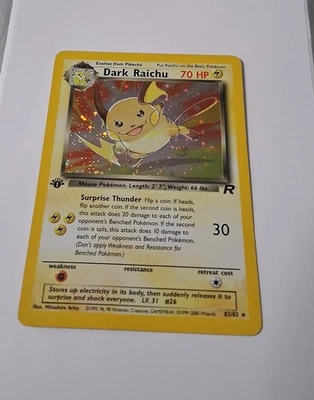 Evolves from Pikachu Put Raichu on the Basic Pokémon
Dark Raichu 70 HP
Mouse Pokémon. Length: 2' 7", Weight: 66 lbs.
1
R
Surprise Thunder Flip a coin. If heads,
flip another coin. If the second coin is heads,
this attack does 20 damage to each of your
opponent's Benched Pokémon. If the second
coin is tails, this attack does 10 damage to
each of your opponent's Benched Pokémon.
(Don't apply Weakness and Resistance for
Benched Pokémon.)
30
weakness resistance retreat cost
Stores up electricity in its body, then suddenly releases it to
surprise and shock everyone. LV. 31 #26
Illus. Mitsuhiro Arita
83/82